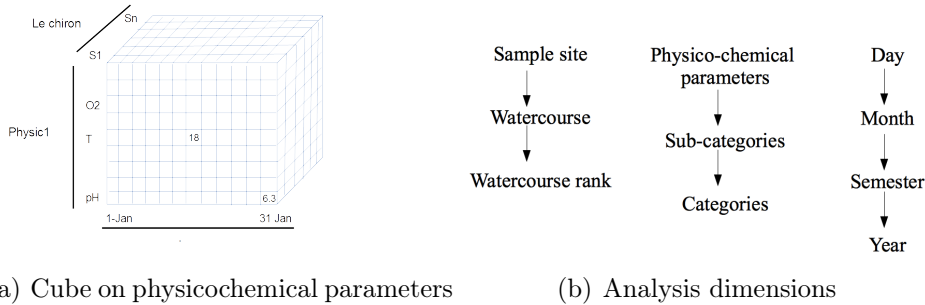 Le chiron
Sn
S1
O2
Physic1
T
18
pH
6.3
1-Jan
31 Jan
a) Cube on physicochemical parameters
Sample site
Watercourse
Watercourse rank
Physico-chemical
parameters
Sub-categories
Categories
Day
Month
Semester
Year
(b) Analysis dimensions